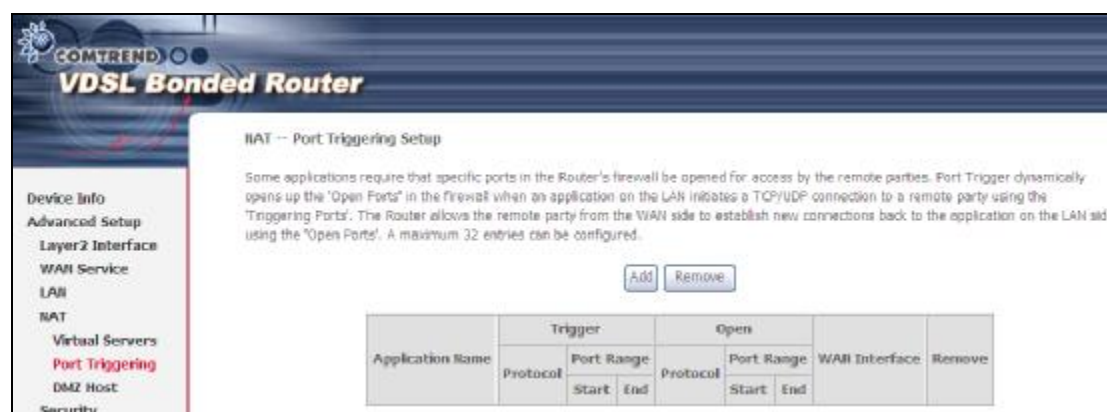 COMTREND
VDSL Bonded Router
NAT -- Port Triggering Setup
Some applications require that specific ports in the Router's firewall be opened for access by the remote parties. Port Trigger dynamically
opens up the 'Open Ports' in the firewall when an application on the LAN initiates a TCP/UDP connection to a remote party using the
'Triggering Ports'. The Router allows the remote party from the WAN side to establish new connections back to the application on the LAN sid
using the 'Open Ports'. A maximum 32 entries can be configured.
Add Remove
Application Name Trigger Open WAN Interface Remove
Protocol Port Range Protocol Port Range
Start End Start End
Device Info
Advanced Setup
Layer2 Interface
WAN Service
LAN
NAT
Virtual Servers
Port Triggering
DMZ Host
Security